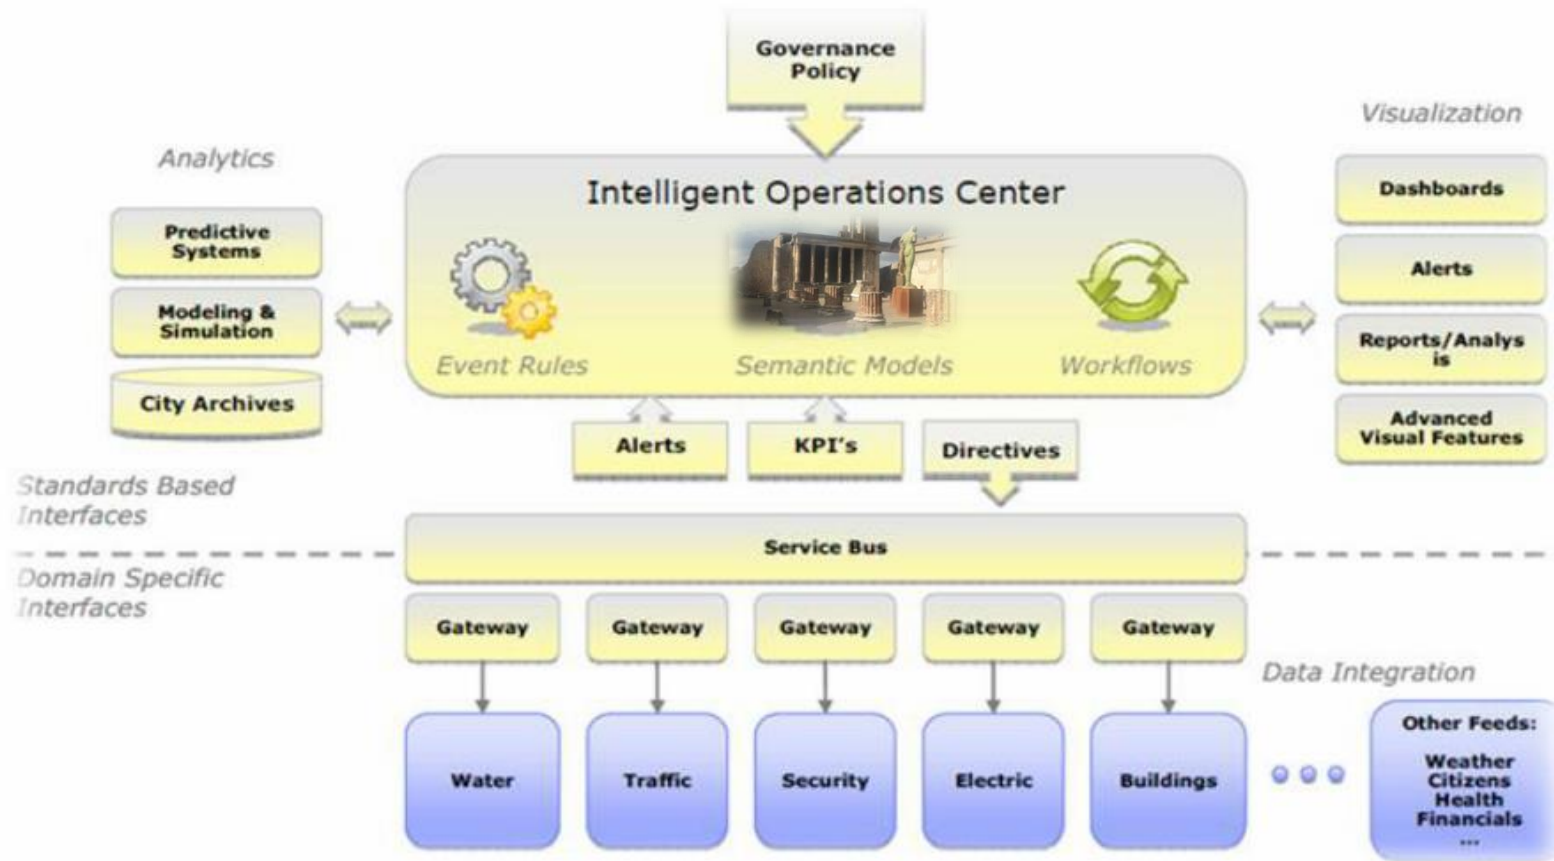 Governance
Policy
Visualization
Analytics
Intelligent Operations Center
Dashboards
Predictive
Systems
Alerts
Modeling &
Simulation
Reports/Analys
is
Event Rules
Semantic Models
Workflows
City Archives
Advanced
Visual Features
Alerts
KPI's
Directives
Standards Based
Interfaces
Service Bus
Domain Specific
Interfaces
Gateway
Gateway
Gateway
Gateway
Gateway
Data Integration
Water
Traffic
Security
Electric
Buildings
Other Feeds:
Weather
Citizens
Health
Financials
...